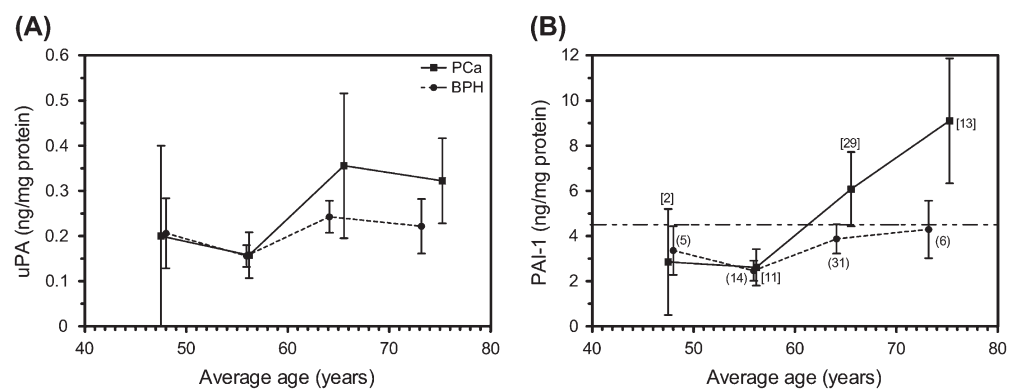 (A)
uPA (ng/mg protein)
0.6
0.5
0.4
0.3
0.2
0.1
0
40 50 60 70 80
Average age (years)
PCa
BPH
(B)
PAI-1 (ng/mg protein)
12
10
8
6
4
2
0
40 50 60 70 80
Average age (years)
[2]
(5)
(14)
[11]
[29]
(31)
[13]
(6)